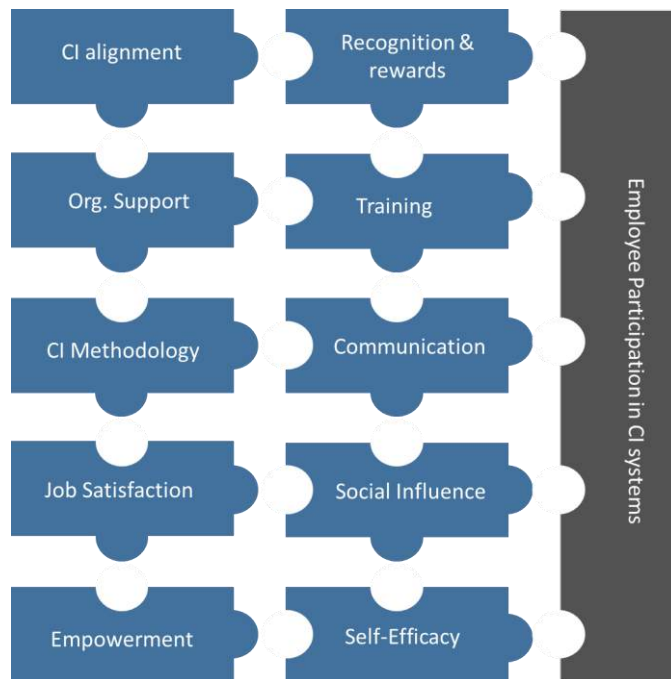 CI alignment
Recognition &
rewards
Org. Support
Training
CI Methodology
Communication
Job Satisfaction
Social Influence
Empowerment
Self-Efficacy
Employee Participation in CI systems